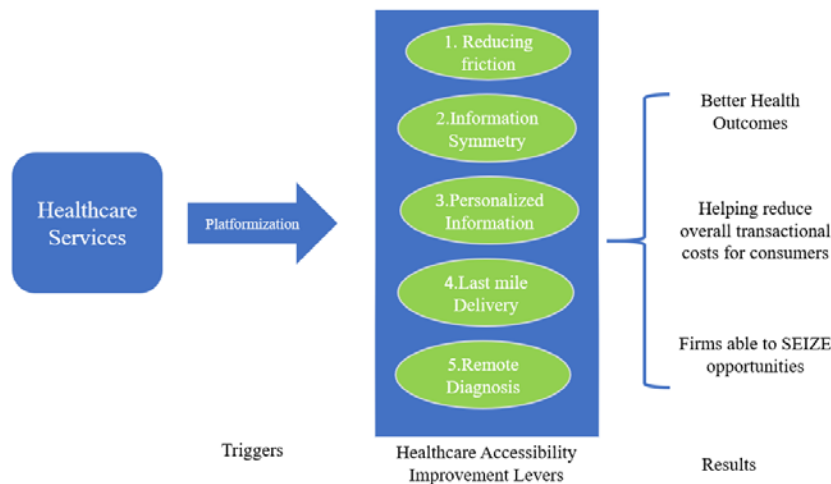 Healthcare
Services
Platformization
1. Reducing
friction
2.Information
Symmetry
3.Personalized
Information
4.Last mile
Delivery
5.Remote
Diagnosis
Better Health
Outcomes
Helping reduce
overall transactional
costs for consumers
Firms able to SEIZE
opportunities
Triggers
Healthcare Accessibility
Improvement Levers
Results